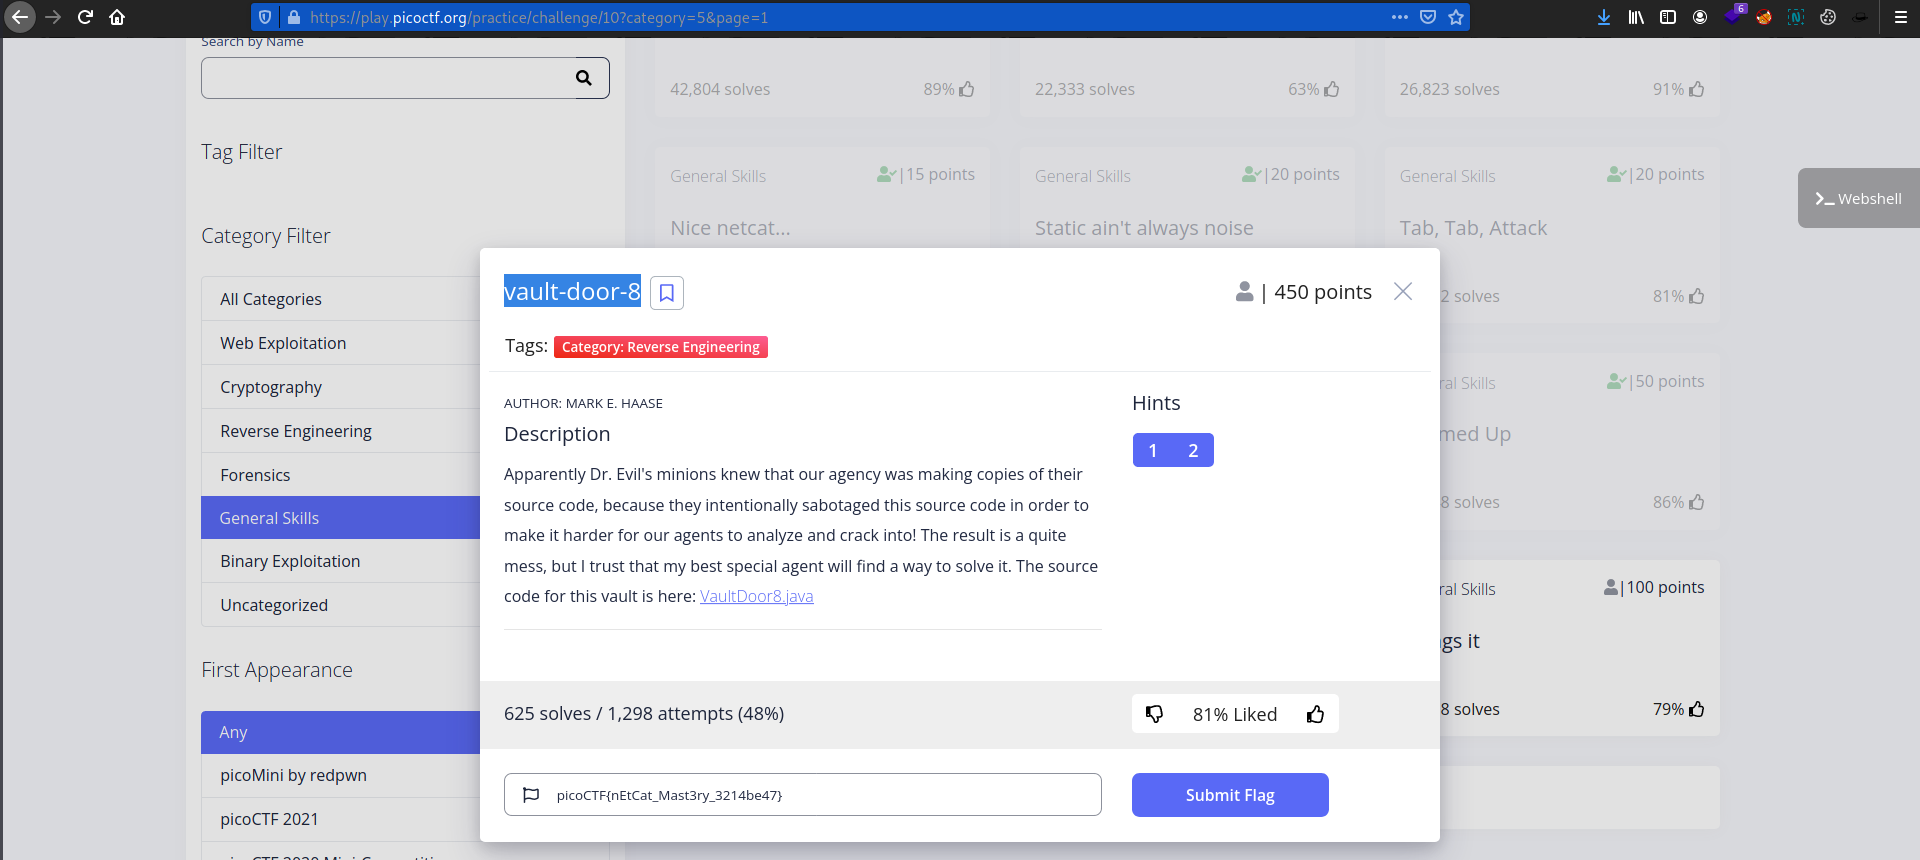 https://play.picoctf.org/practice/challenge/10?category=5&page=1
6
Search by Name
42,804 solves
89%
22,333 solves
63%
26,823 solves
91%
Tag Filter
General Skills
|15 points
General Skills
|20 points
General Skills
|20 points
Webshell
Nice netcat...
Static ain't always noise
Tab, Tab, Attack
Category Filter
All Categories
Web Exploitation
Cryptography
Reverse Engineering
Forensics
General Skills
Binary Exploitation
Uncategorized
First Appearance
Any
picoMini by redpwn
picoCTF 2021
vault-door-8
| 450 points
Tags: Category: Reverse Engineering
AUTHOR: MARK E. HAASE
Description
Apparently Dr. Evil's minions knew that our agency was making copies of their
source code, because they intentionally sabotaged this source code in order to
make it harder for our agents to analyze and crack into! The result is a quite
mess, but I trust that my best special agent will find a way to solve it. The source
code for this vault is here: VaultDoor8.java
Hints
1 2
625 solves / 1,298 attempts (48%)
81% Liked
picoCTF{nEtCat_Mast3ry_3214be47}
Submit Flag
2 solves
81%
ral Skills
|50 points
med Up
8 solves
86%
ral Skills
|100 points
gs it
8 solves
79%